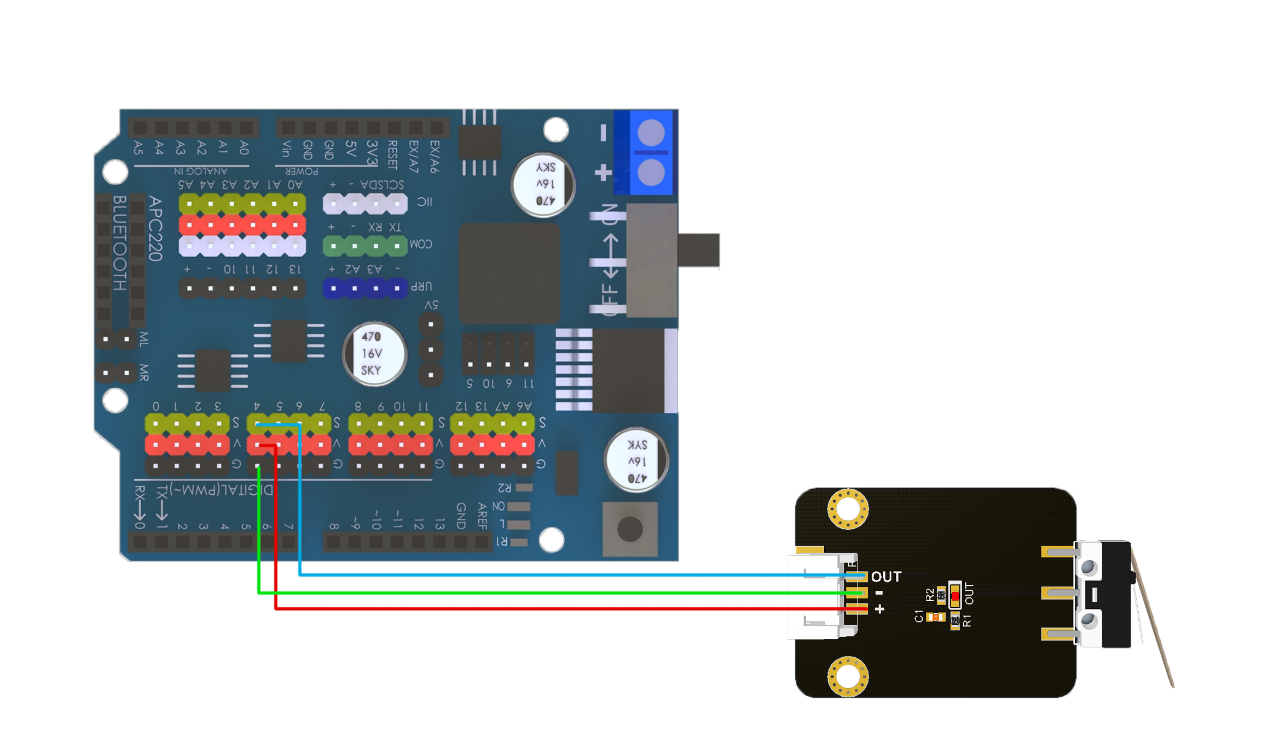 A5 A4 A3 A2 A1 A0
Vin GND GND 5V 3V3 RESET EX/A7 EX/A6
ANALOG IN
POWER
BLUETOOTH
APC220
A5 A4 A3 A2 A1 A0
+ - SDA SCL
IIC
+ - RX TX
COM
+ - 10 11 12 13
+ A2 A3 -
URP
5V
ML
MR
470
16V
SKY
470
16v
SKY
-
+
OFF ON
5 10 6 11
0 1 2 3
4 5 6 7
8 9 10 11
12 13 A7 A6
S S S S
V V V V
G G G G
DIGITAL(PWM~)
RX 0
TX 1
2 3 4 5 6 7
8 ~9 ~10 ~11 12 13 GND AREF
R2
ON
L
R1
470
16v
SYK
OUT
-
+
R2
OUT
C1
R1